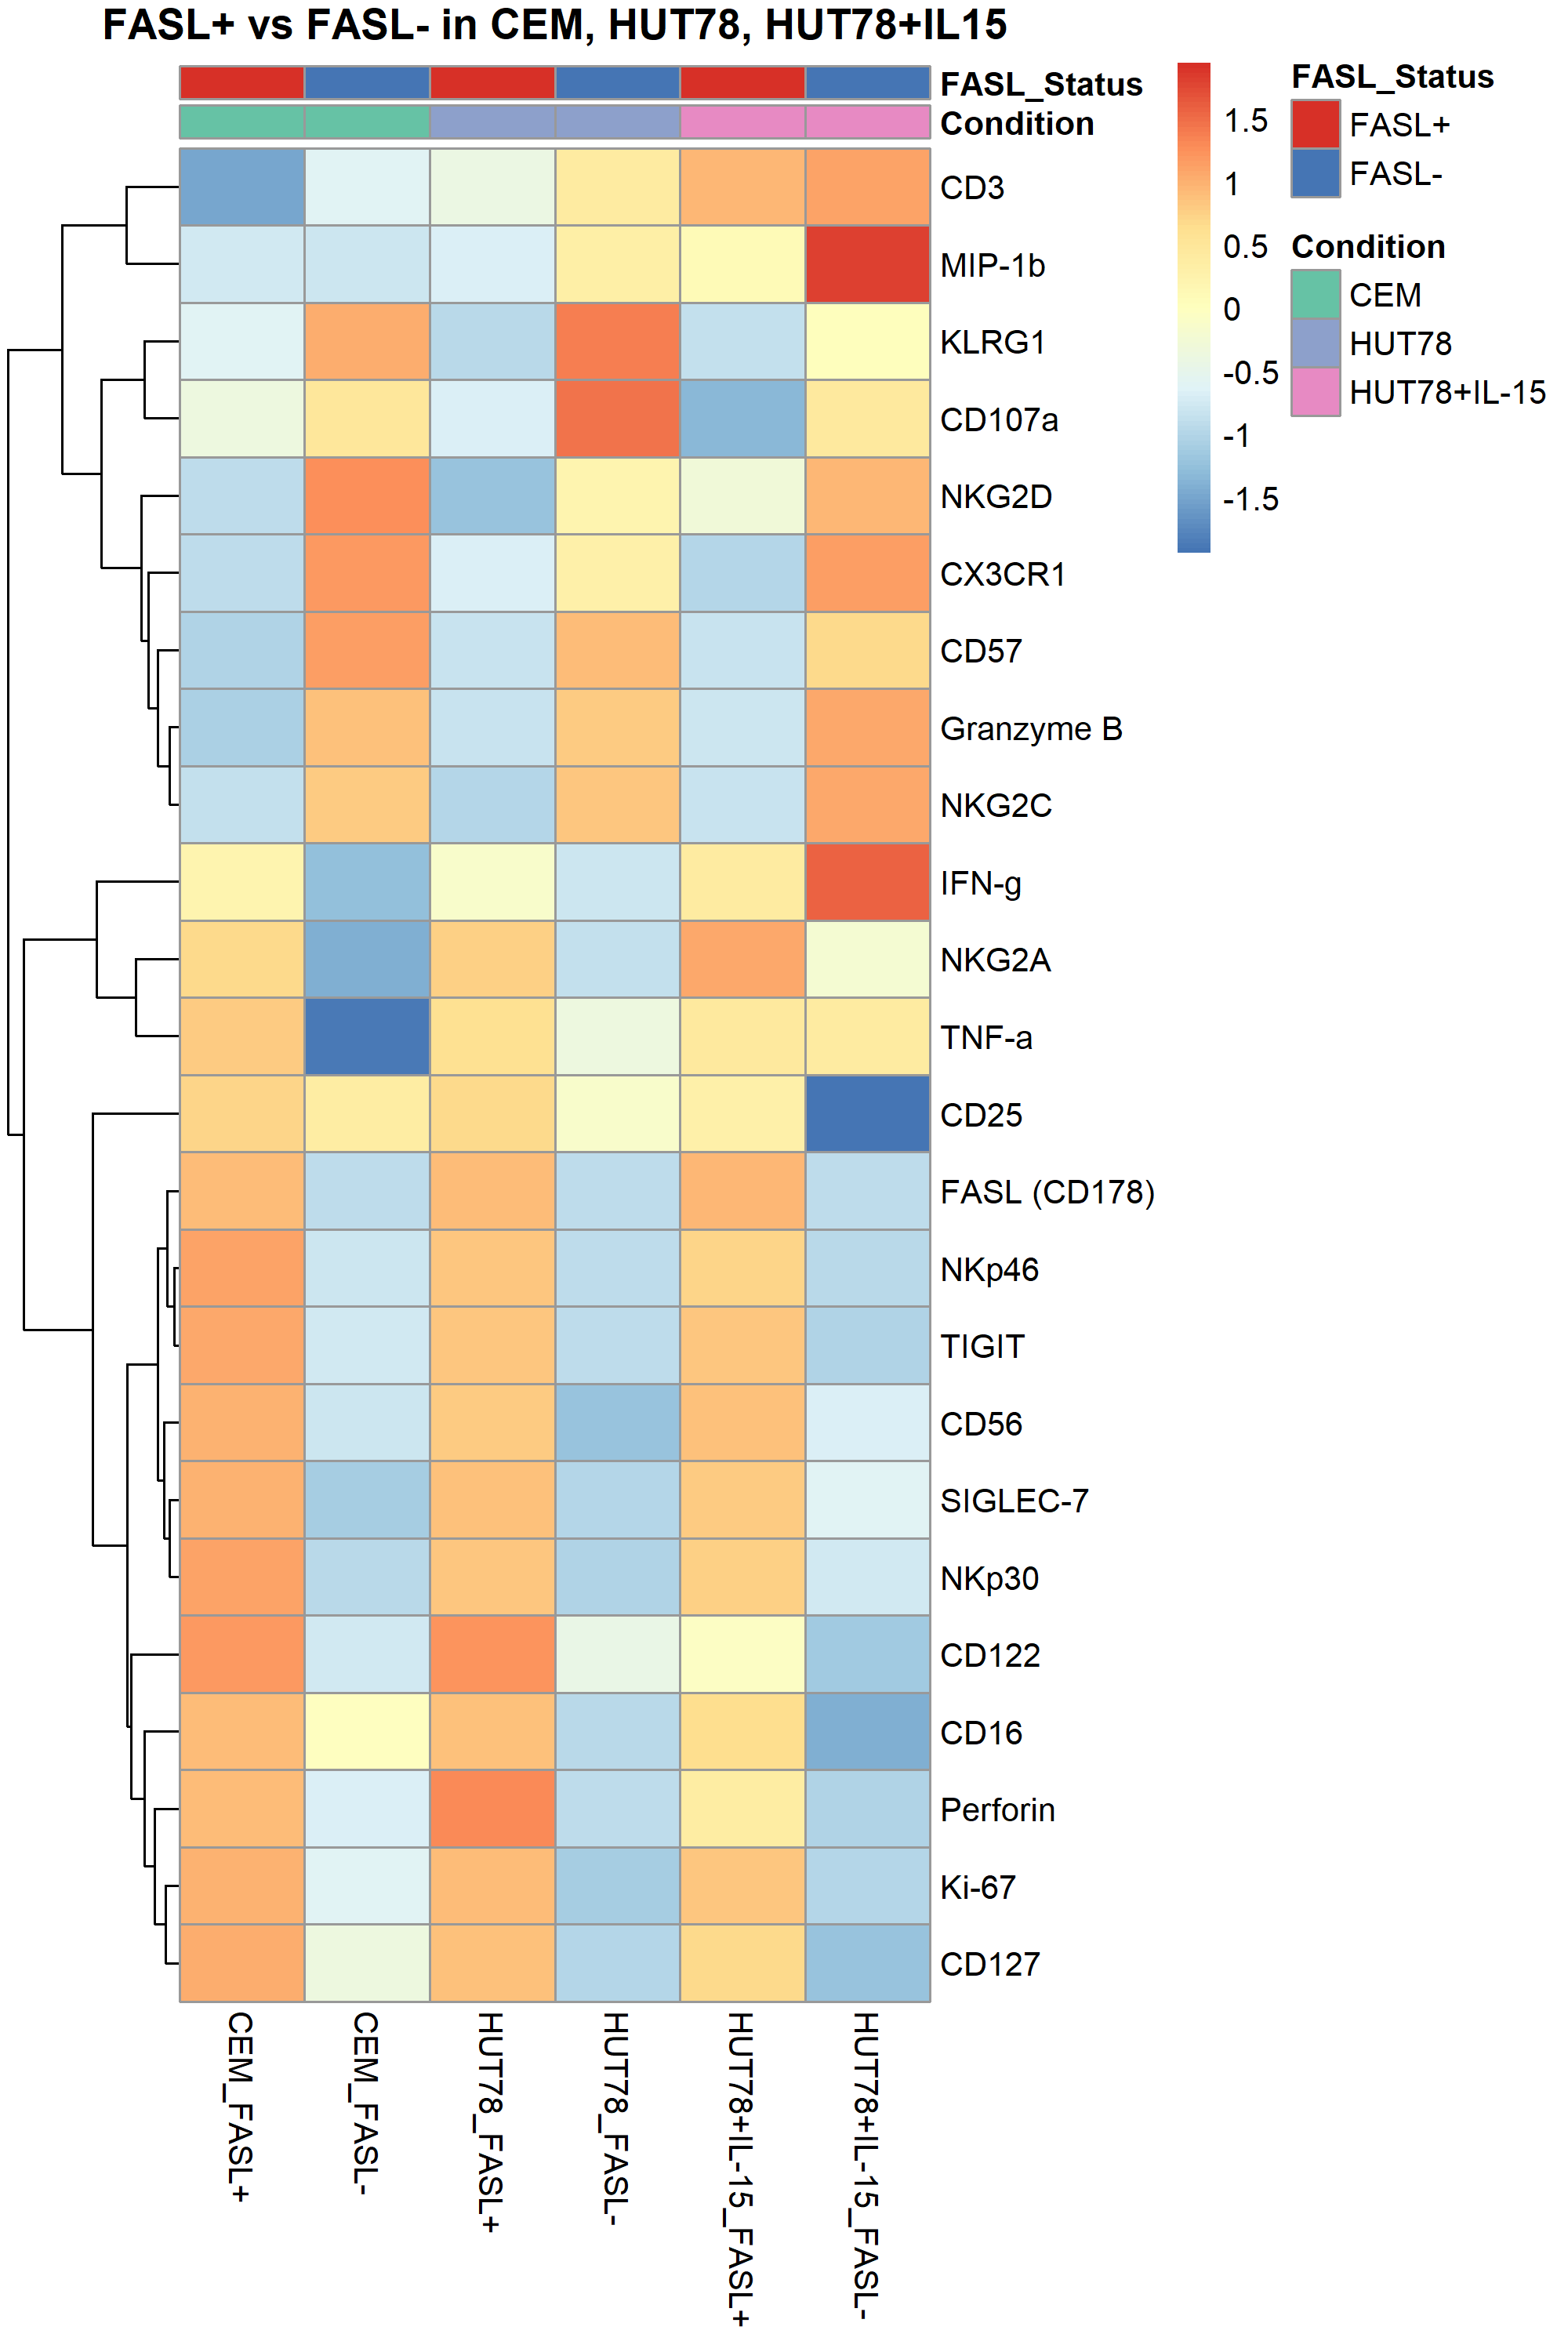 FASL+ vs FASL- in CEM, HUT78, HUT78+IL15
FASL_Status
Condition
CD3
MIP-1b
KLRG1
CD107a
NKG2D
CX3CR1
CD57
Granzyme B
NKG2C
IFN-g
NKG2A
TNF-a
CD25
FASL (CD178)
NKp46
TIGIT
CD56
SIGLEC-7
NKp30
CD122
CD16
Perforin
Ki-67
CD127
CEM_FASL+
CEM_FASL-
HUT78_FASL+
HUT78_FASL-
HUT78+IL-15_FASL+
HUT78+IL-15_FASL-
1.5
1
0.5
0
-0.5
-1
-1.5
FASL_Status
FASL+
FASL-
Condition
CEM
HUT78
HUT78+IL-15